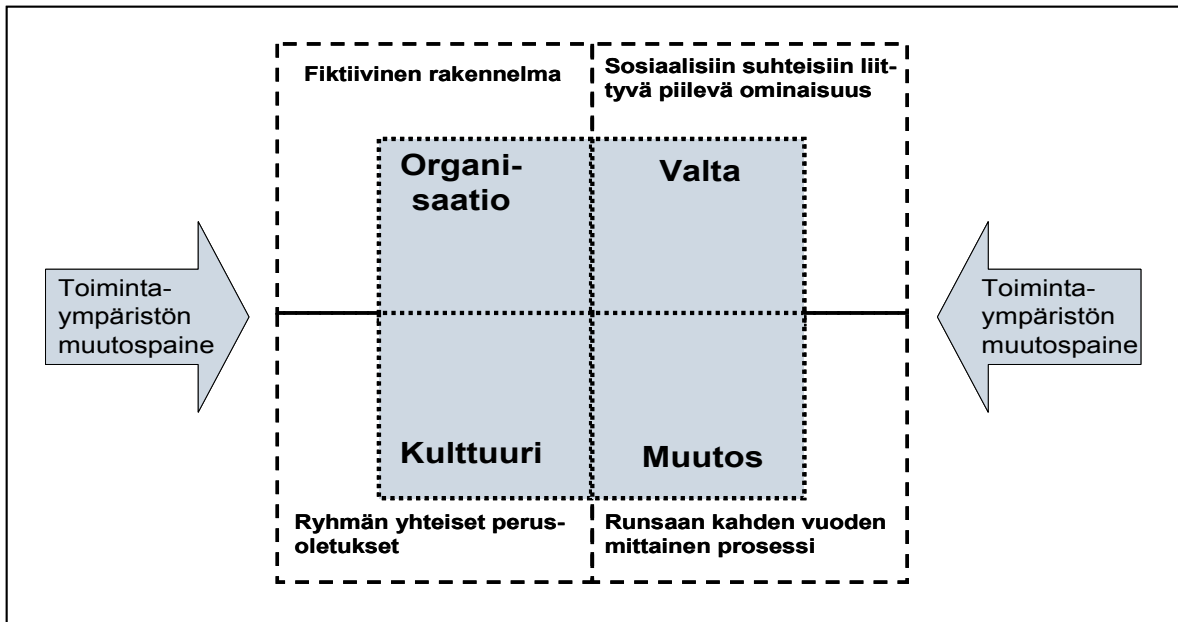 Fiktiivinen rakennelma
Sosiaalisiin suhteisiin liit-
tyvä piilevä ominaisuus
Organi-
saatio
Valta
Toiminta-
ympäristön
muutospaine
Toiminta-
ympäristön
muutospaine
Kulttuuri
Muutos
Ryhmän yhteiset perus-
oletukset
Runsaan kahden vuoden
mittainen prosessi